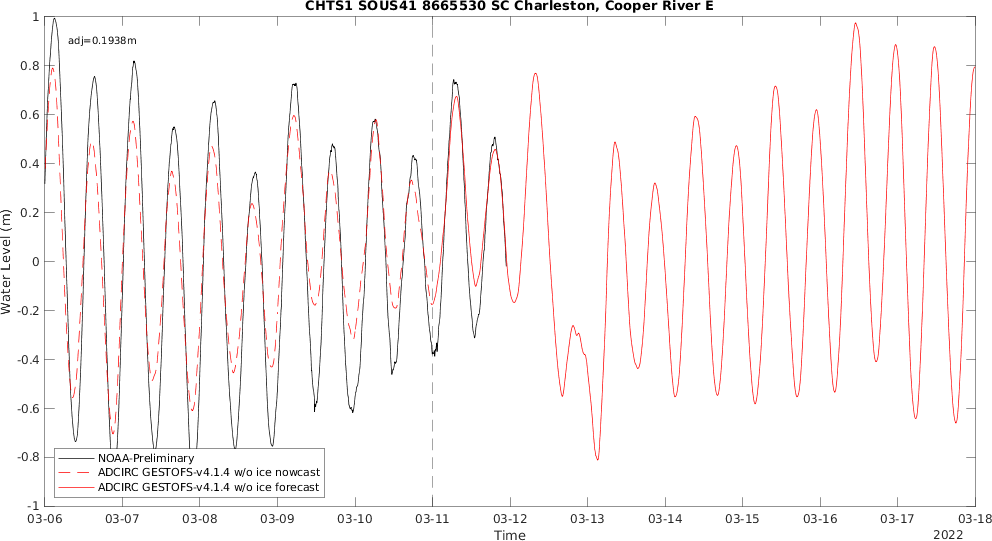 CHTS1 SOUS41 8665530 SC Charleston, Cooper River E
adj=0.1938m
1
0.8
0.6
0.4
0.2
0
-0.2
-0.4
-0.6
-0.8
-1
Water Level (m)
NOAA-Preliminary
ADCIRC GESTOFS-v4.1.4 w/o ice nowcast
ADCIRC GESTOFS-v4.1.4 w/o ice forecast
03-06 03-07 03-08 03-09 03-10 03-11 03-12 03-13 03-14 03-15 03-16 03-17 03-18
Time
2022